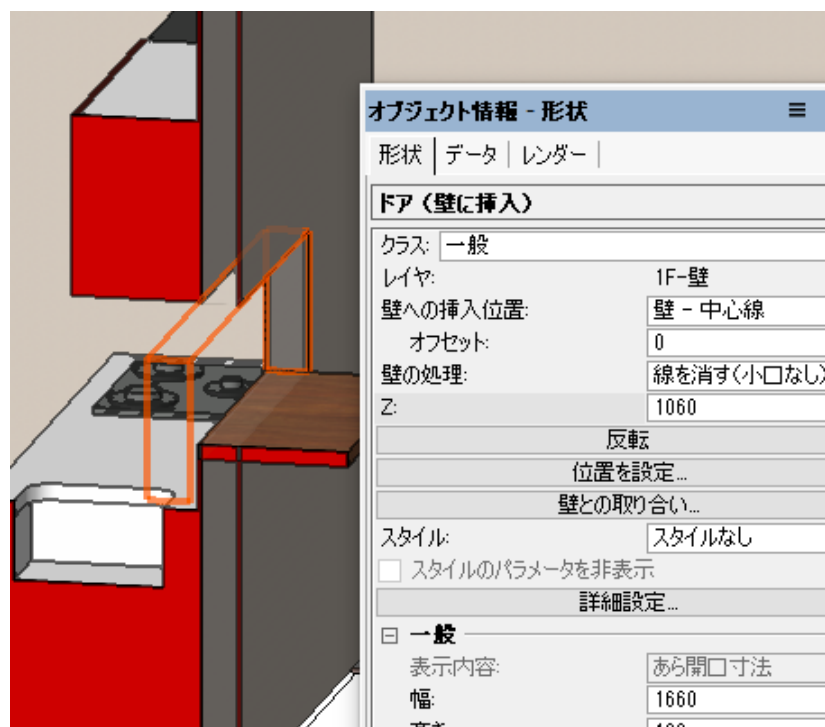 オブジェクト情報 - 形状
形状 データ レンダー
ドア（壁に挿入）
クラス: 一般
レイヤ: 1F-壁
壁への挿入位置: 壁 - 中心線
オフセット: 0
壁の処理: 線を消す(小口なし)
Z: 1060
反転
位置を設定...
壁との取り合い...
スタイル: スタイルなし
スタイルのパラメータを非表示
詳細設定...
一般
表示内容: あら開口寸法
幅: 1660